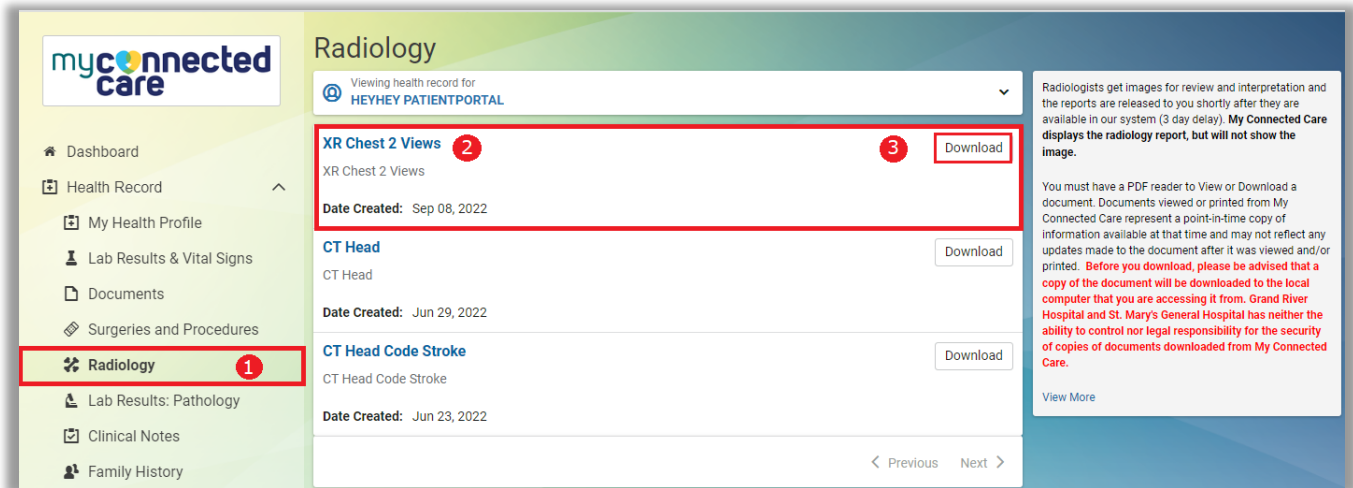 myconnected
care
Dashboard
Health Record
My Health Profile
Lab Results & Vital Signs
Documents
Surgeries and Procedures
Radiology
1
Lab Results: Pathology
Clinical Notes
Family History
Radiology
Viewing health record for
HEYHEY PATIENTPORTAL
XR Chest 2 Views
2
3
Download
XR Chest 2 Views
Date Created: Sep 08, 2022
CT Head
Download
CT Head
Date Created: Jun 29, 2022
CT Head Code Stroke
Download
CT Head Code Stroke
Date Created: Jun 23, 2022
Previous
Next
Radiologists get images for review and interpretation and
the reports are released to you shortly after they are
available in our system (3 day delay). My Connected Care
displays the radiology report, but will not show the
image.
You must have a PDF reader to View or Download a
document. Documents viewed or printed from My
Connected Care represent a point-in-time copy of
information available at that time and may not reflect any
updates made to the document after it was viewed and/or
printed. Before you download, please be advised that a
copy of the document will be downloaded to the local
computer that you are accessing it from. Grand River
Hospital and St. Mary's General Hospital has neither the
ability to control nor legal responsibility for the security
of copies of documents downloaded from My Connected
Care.
View More